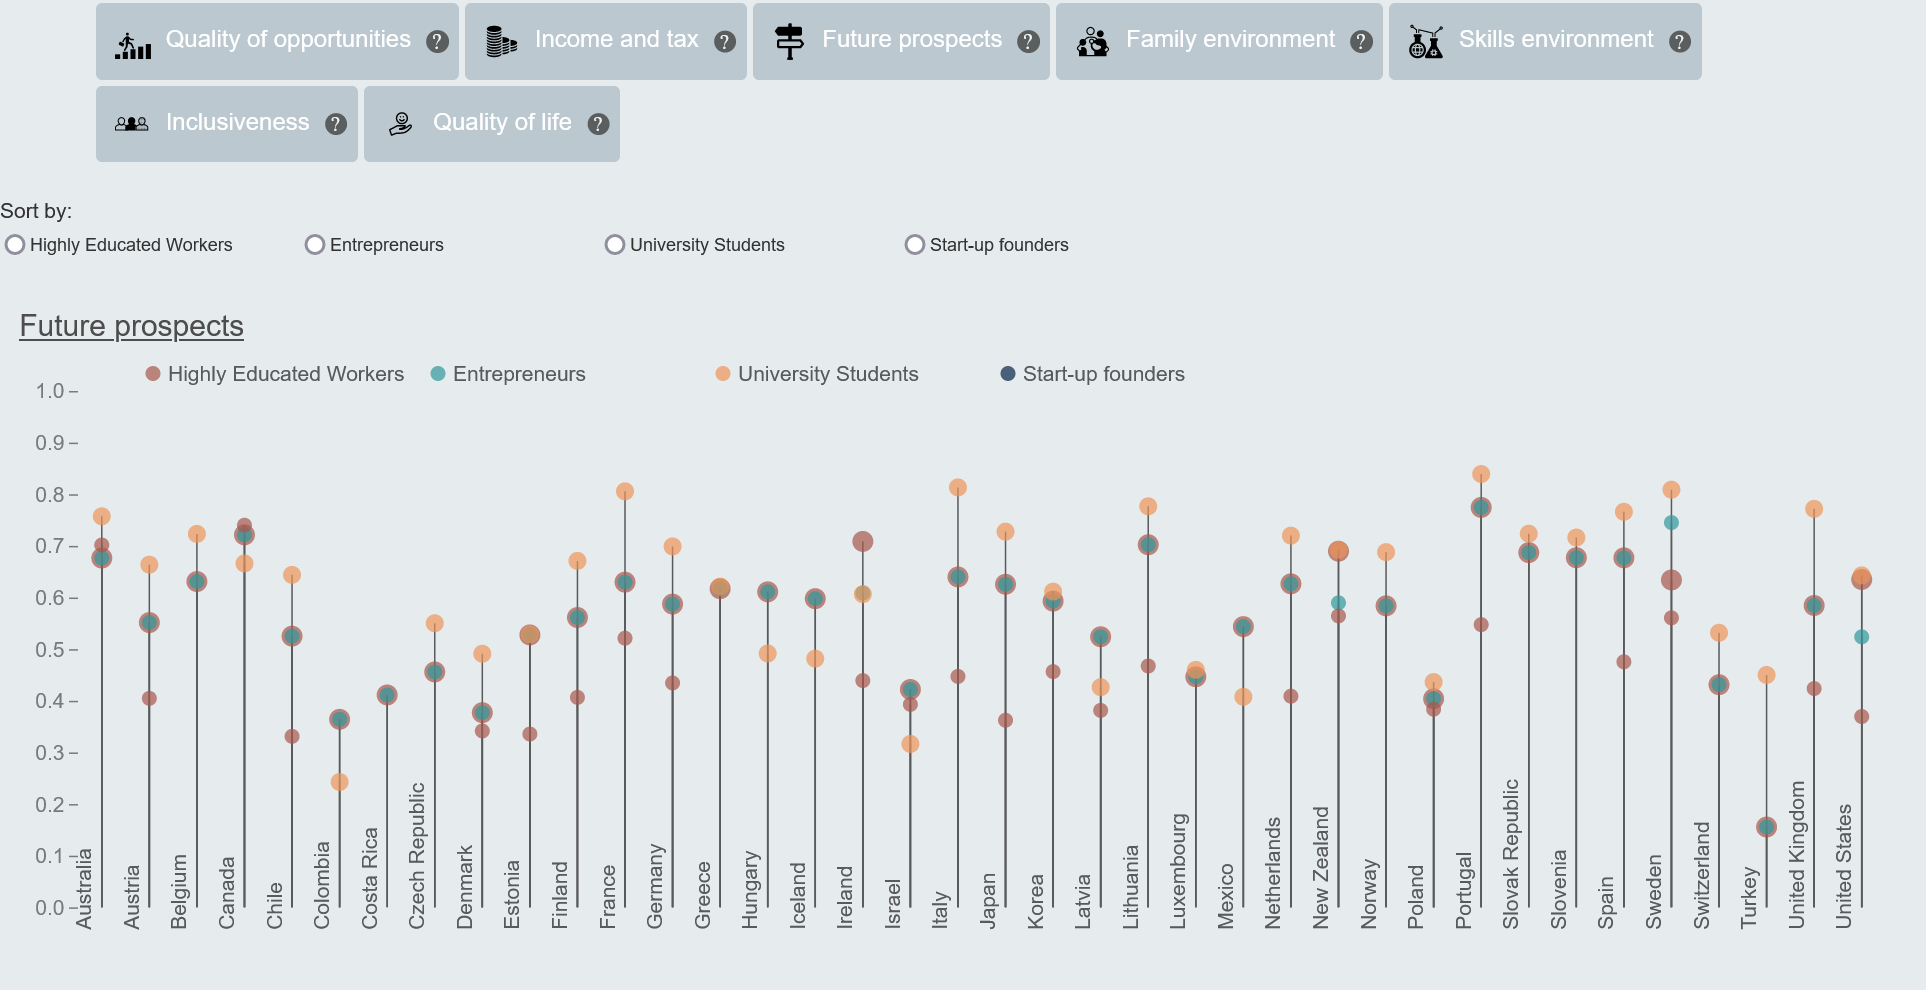 Quality of opportunities ?
Income and tax ?
Future prospects ?
Family environment ?
Skills environment ?
Inclusiveness ?
Quality of life ?
Sort by:
Highly Educated Workers
Entrepreneurs
University Students
Start-up founders
Future prospects
Highly Educated Workers
Entrepreneurs
University Students
Start-up founders
1.0
0.9
0.8
0.7
0.6
0.5
0.4
0.3
0.2
0.1
0.0
Australia
Austria
Belgium
Canada
Chile
Colombia
Costa Rica
Czech Republic
Denmark
Estonia
Finland
France
Germany
Greece
Hungary
Iceland
Ireland
Israel
Italy
Japan
Korea
Latvia
Lithuania
Luxembourg
Mexico
Netherlands
New Zealand
Norway
Poland
Portugal
Slovak Republic
Slovenia
Spain
Sweden
Switzerland
Turkey
United Kingdom
United States